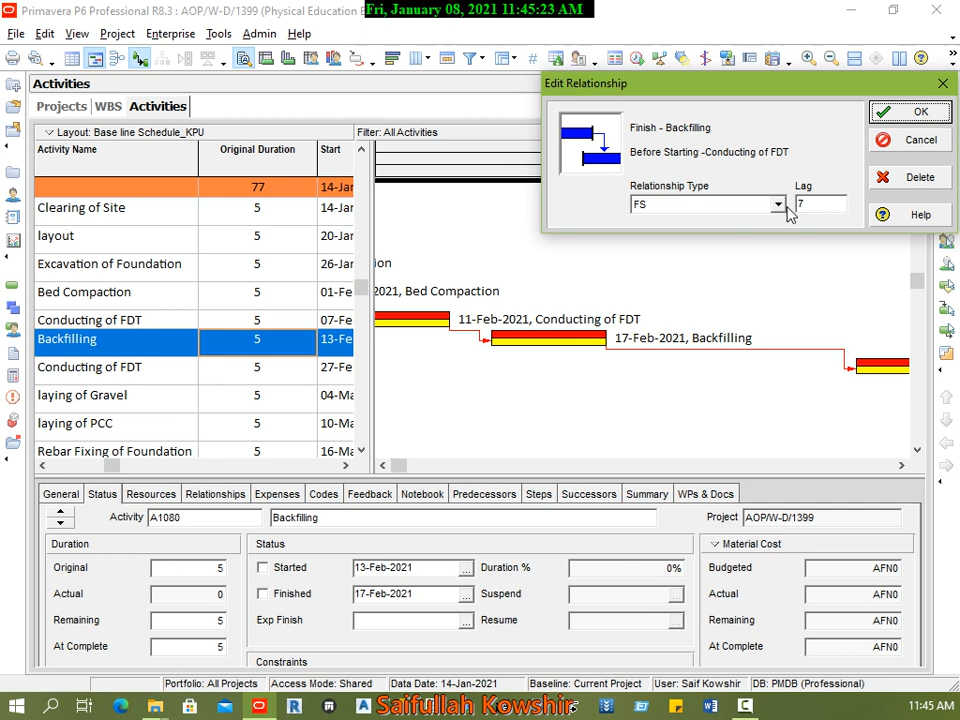 Primavera P6 Professional R8.3 : AOP/W-D/1399 (Physical Education E
Fri, January 08, 2021 11:45:23 AM
File Edit View Project Enterprise Tools Admin Help
Activities
Projects WBS Activities
Layout: Base line Schedule_KPU
Filter: All Activities
Activity Name Original Duration Start
77 14-Jan
Clearing of Site 5 15-Jan
layout 5 20-Jan
Excavation of Foundation 5 26-Jan
Bed Compaction 5 01-Fe
Conducting of FDT 5 07-Fe
Backfilling 5 13-Fe
Conducting of FDT 5 27-Fe
laying of Gravel 5 04-Ma
laying of PCC 5 10-Ma
Rebar Fixing of Foundation 5 16-Ma
ion
2021, Bed Compaction
11-Feb-2021, Conducting of FDT
17-Feb-2021, Backfilling
Edit Relationship
Finish - Backfilling
Before Starting -Conducting of FDT
Relationship Type Lag
FS 7
OK
Cancel
Delete
Help
General Status Resources Relationships Expenses Codes Feedback Notebook Predecessors Steps Successors Summary WPs & Docs
Activity A1080 Backfilling Project AOP/W-D/1399
Duration
Original 5
Actual 0
Remaining 5
At Complete 5
Status
Started 13-Feb-2021 Duration % 0%
Finished 17-Feb-2021 Suspend
Exp Finish Resume
Constraints
Material Cost
Budgeted AFN0
Actual AFN0
Remaining AFN0
At Complete AFN0
Portfolio: All Projects Access Mode: Shared Data Date: 14-Jan-2021 Baseline: Current Project User: Saif Kowshir DB: PMDB (Professional)
Saifullah Kowshir
11:45 AM